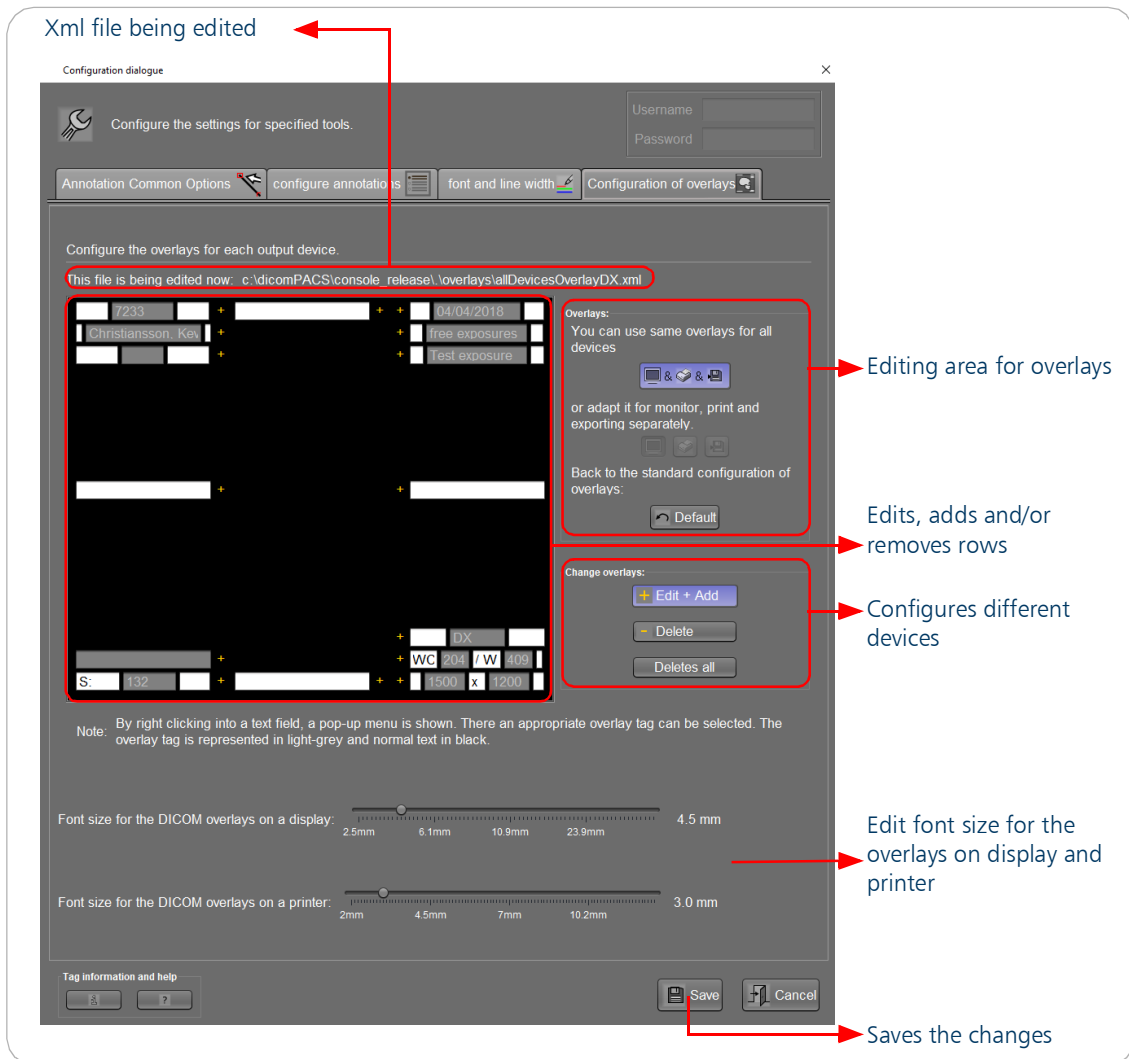 Xml file being edited
Configuration dialogue
Configure the settings for specified tools.
Username
Password
Annotation Common Options
configure annotations
font and line width
Configuration of overlays
Configure the overlays for each output device.
This file is being edited now: c:\dicomPACS\console_release\.\overlays\allDevicesOverlayDX.xml
7233 + + + 04/04/2018
Christiansson, Kev + + free exposures
+ + Test exposure
+ +
+ DX
+ + WC 204 / W 409
S: 132 + + + 1500 x 1200
Overlays:
You can use same overlays for all
devices
& &
or adapt it for monitor, print and
exporting separately.
Back to the standard configuration of
overlays:
Default
Change overlays:
+ Edit + Add
- Delete
Deletes all
Editing area for overlays
Edits, adds and/or
removes rows
Configures different
devices
Note: By right clicking into a text field, a pop-up menu is shown. There an appropriate overlay tag can be selected. The
overlay tag is represented in light-grey and normal text in black.
Font size for the DICOM overlays on a display:
2.5mm 6.1mm 10.9mm 23.9mm
4.5 mm
Font size for the DICOM overlays on a printer:
2mm 4.5mm 7mm 10.2mm
3.0 mm
Edit font size for the
overlays on display and
printer
Tag information and help
?
Save
Cancel
Saves the changes